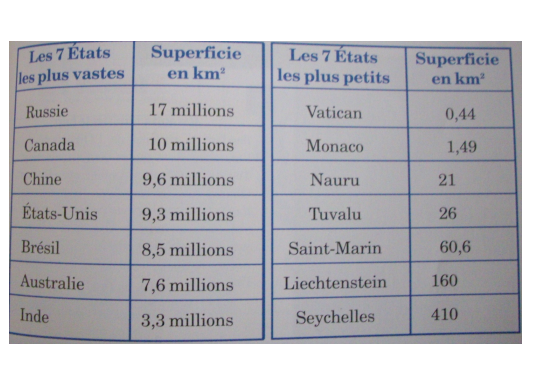 Les 7 États
les plus vastes
Superficie
en km²
Russie 17 millions
Canada 10 millions
Chine 9,6 millions
États-Unis 9,3 millions
Brésil 8,5 millions
Australie 7,6 millions
Inde 3,3 millions
Les 7 États
les plus petits
Superficie
en km²
Vatican 0,44
Monaco 1,49
Nauru 21
Tuvalu 26
Saint-Marin 60,6
Liechtenstein 160
Seychelles 410